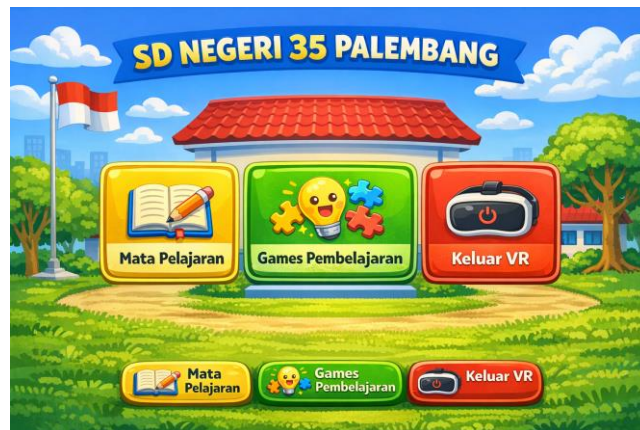 SD NEGERI 35 PALEMBANG
Mata Pelajaran
Games Pembelajaran
Keluar VR
Mata
Pelajaran
Games
Pembelajaran
Keluar VR